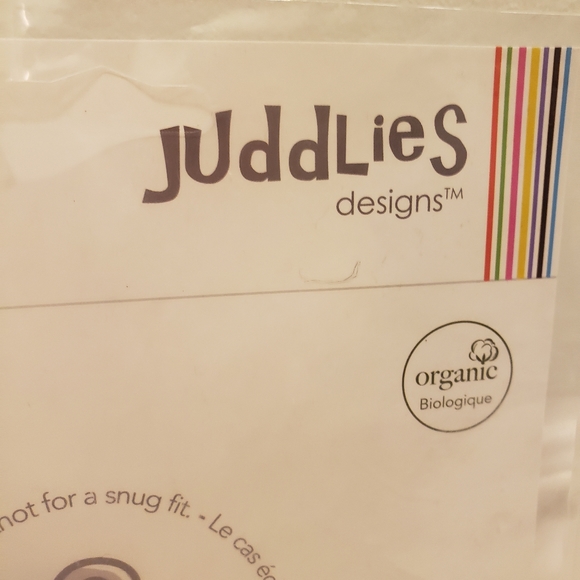 JUddLieS
designs™
organic
Biologique
not for a snug fit. - Le cas